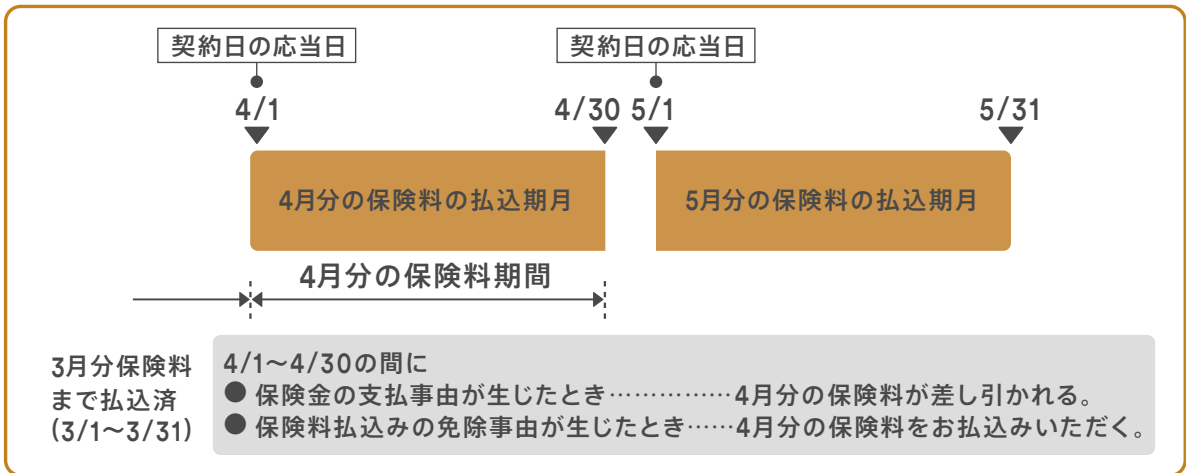 契約日の応当日 契約日の応当日
4/1 4/30 5/1 5/31
4月分の保険料の払込期月 5月分の保険料の払込期月
4月分の保険料期間
3月分保険料
まで払込済
(3/1〜3/31)
4/1〜4/30の間に
● 保険金の支払事由が生じたとき……………4月分の保険料が差し引かれる。
● 保険料払込みの免除事由が生じたとき……4月分の保険料をお払込みいただく。